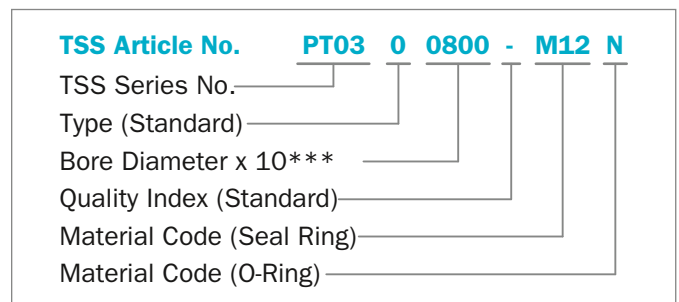 TSS Article No. PT03 0 0800 - M12 N
TSS Series No.
Type (Standard)
Bore Diameter x 10***
Quality Index (Standard)
Material Code (Seal Ring)
Material Code (O-Ring)